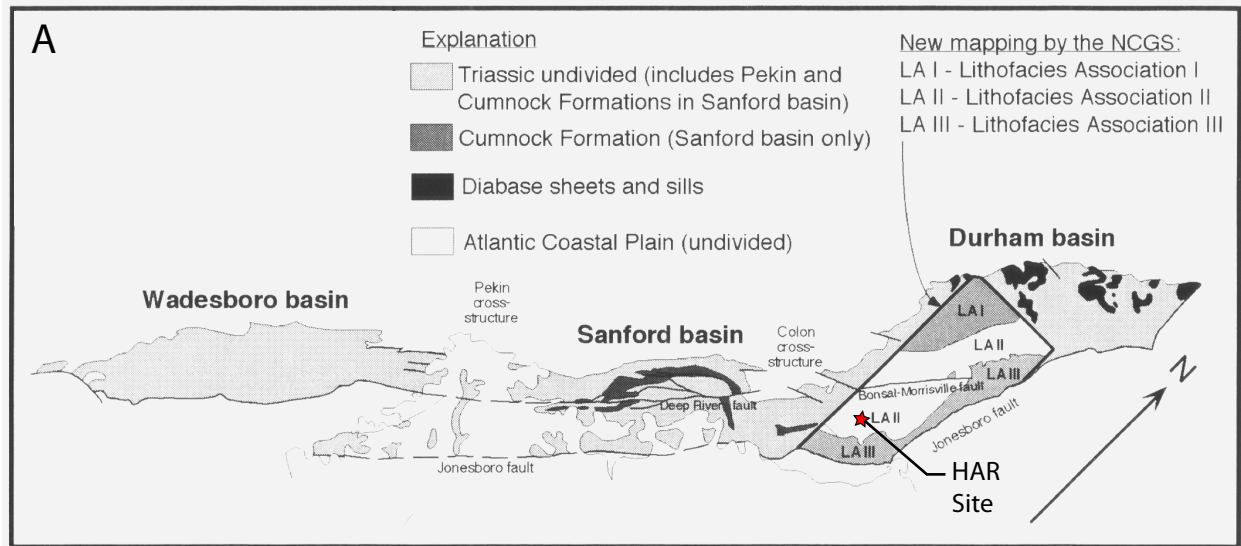 A
Explanation
Triassic undivided (includes Pekin and
Cumnock Formations in Sanford basin)
Cumnock Formation (Sanford basin only)
Diabase sheets and sills
Atlantic Coastal Plain (undivided)
New mapping by the NCGS:
LA I - Lithofacies Association I
LA II - Lithofacies Association II
LA III - Lithofacies Association III
Durham basin
Wadesboro basin
Pekin
cross-
structure
Sanford basin
Colon
cross-
structure
LA I
LA II
LA III
Bonsal-Morrisville fault
Deep River fault
LA II
Jonesboro fault
LA III
Jonesboro fault
HAR
Site
N